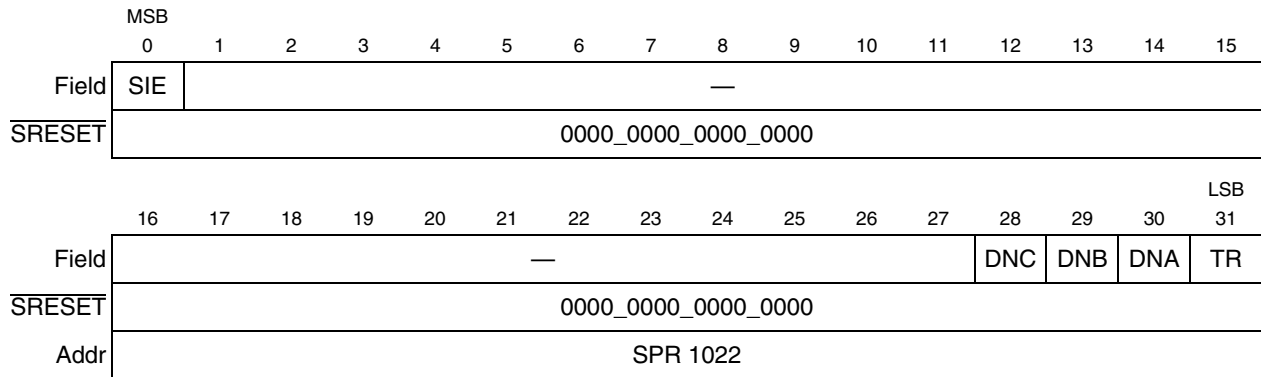 MSB
0 1 2 3 4 5 6 7 8 9 10 11 12 13 14 15
Field SIE —
SRESET 0000_0000_0000_0000
LSB
16 17 18 19 20 21 22 23 24 25 26 27 28 29 30 31
Field — DNC DNB DNA TR
SRESET 0000_0000_0000_0000
Addr SPR 1022